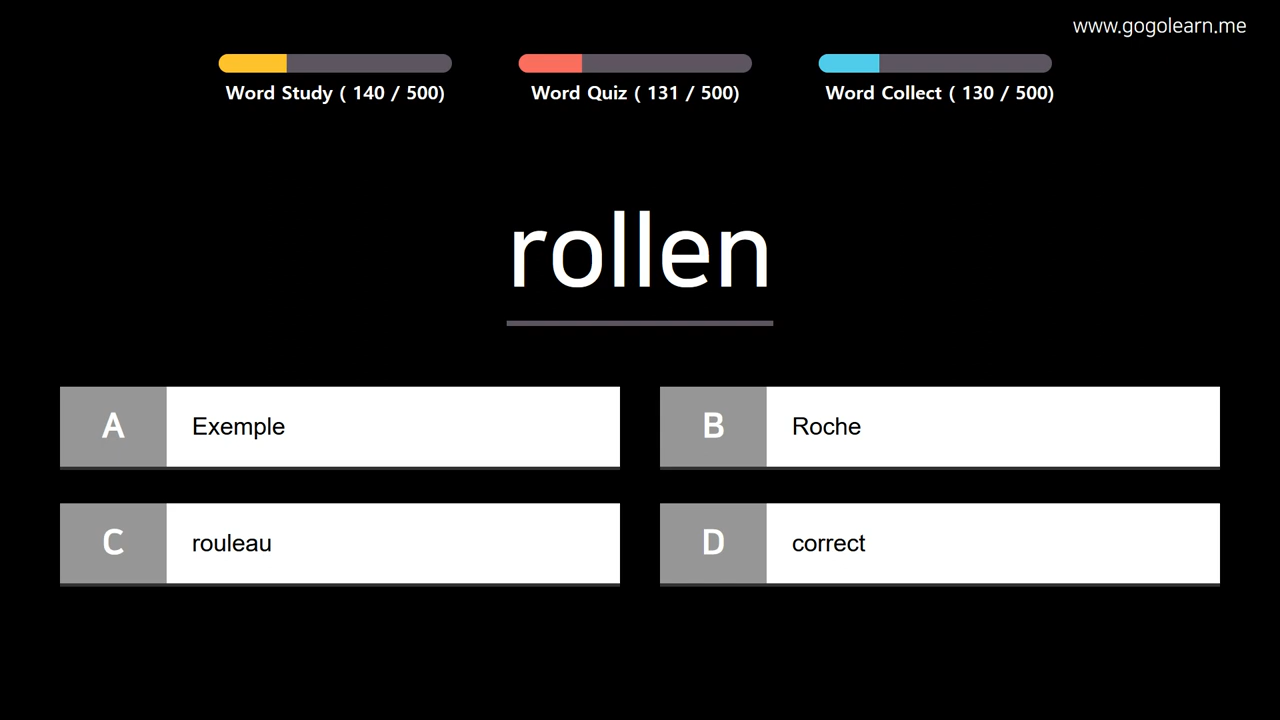 www.gogolearn.me
Word Study ( 140 / 500)
Word Quiz ( 131 / 500)
Word Collect ( 130 / 500)
rollen
A Exemple
B Roche
C rouleau
D correct